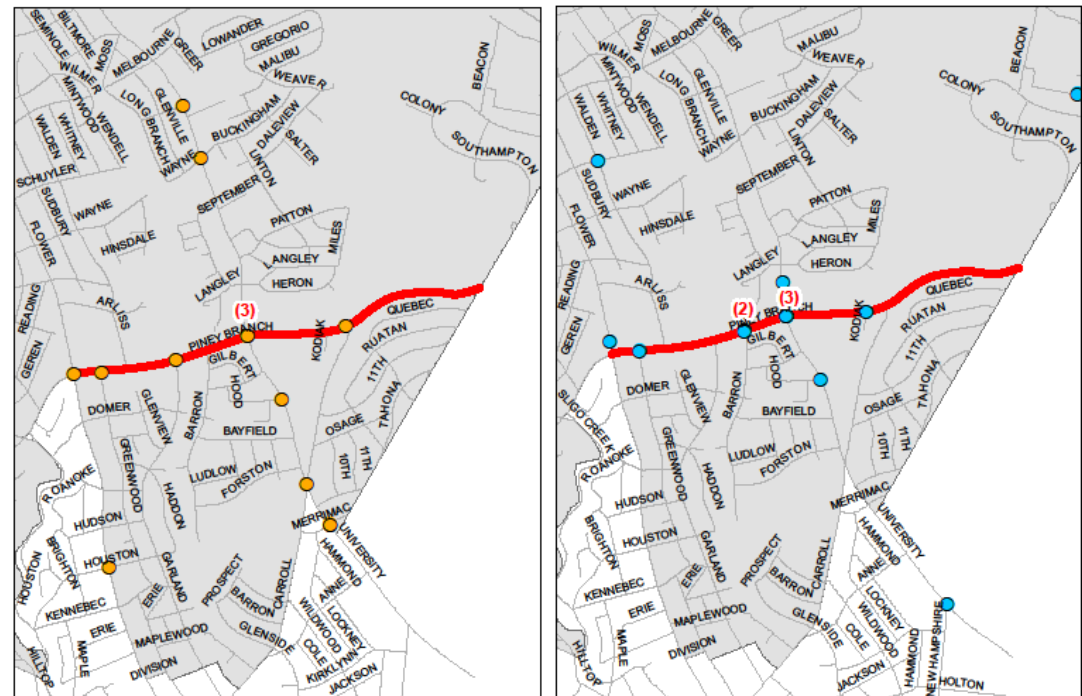 SEMINOLE
BILTMORE
MOSS
WILMER
MELBOURNE
GREER
LOWANDER
GREGORIO
MALIBU
WEAVER
BEACON
COLONY
SOUTHAMPTON
MINTWOOD
WHITNEY
WALDEN
WENDELL
LONG BRANCH
GLENVILLE
BUCKINGHAM
DALEVIEW
SALTER
WAYNE
LINTON
SCHUYLER
SUDBURY
SEPTEMBER
WAYNE
FLOWER
HINSDALE
PATTON
MILES
LANGLEY
LANGLEY
HERON
READING
ARLISS
(3)
PINEY BRANCH
QUEBEC
KODIAK
RUATAN
GEREN
GILBERT
11TH
TAHONA
DOMER
GLENVIEW
BARRON
HOOD
BAYFIELD
OSAGE
11TH
10TH
ROANOKE
GREENWOOD
HADDON
LUDLOW
FORSTON
MERRIMAC
UNIVERSITY
HUDSON
HOUSTON
BRIGHTON
HOUSTON
GARLAND
PROSPECT
CARROLL
HAMMOND
ANNE
KENNEBEC
ERIE
BARRON
LOCKNEY
WILDWOOD
ERIE
MAPLEWOOD
GLENSIDE
COLE
MAPLE
HILLTOP
DIVISION
KIRKLYNN
JACKSON
MOSS
MELBOURNE
GREER
MALIBU
BEACON
WILMER
WEAVER
COLONY
MINTWOOD
WHITNEY
WALDEN
WENDELL
LONG BRANCH
GLENVILLE
BUCKINGHAM
DALEVIEW
SALTER
SOUTHAMPTON
WAYNE
LINTON
SUDBURY
WAYNE
SEPTEMBER
FLOWER
HINSDALE
PATTON
MILES
LANGLEY
LANGLEY
HERON
READING
ARLISS
(2)
(3)
PINEY BRANCH
QUEBEC
KODIAK
RUATAN
GEREN
GILBERT
11TH
TAHONA
DOMER
GLENVIEW
BARRON
HOOD
BAYFIELD
OSAGE
11TH
10TH
SLIGO CREEK
ROANOKE
GREENWOOD
HADDON
LUDLOW
FORSTON
MERRIMAC
UNIVERSITY
HUDSON
BRIGHTON
HOUSTON
GARLAND
PROSPECT
CARROLL
HAMMOND
ANNE
KENNEBEC
ERIE
BARRON
LOCKNEY
WILDWOOD
ERIE
MAPLEWOOD
GLENSIDE
COLE
HAMMOND
NEW HAMPSHIRE
MAPLE
HILLTOP
DIVISION
JACKSON
HOLTON